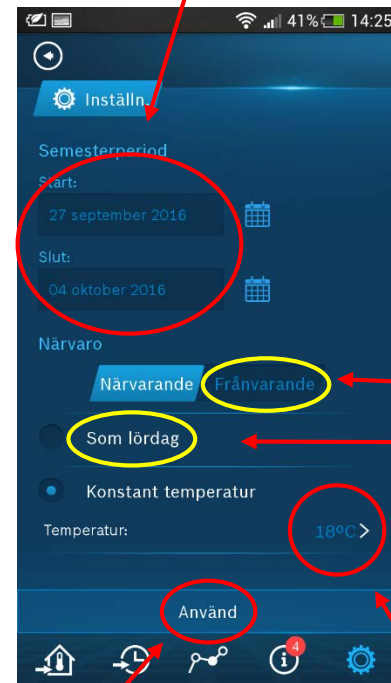 41% 14:25
Inställn.
Semesterperiod
Start:
27 september 2016
Slut:
04 oktober 2016
Närvaro
Närvarande Frånvarande
Som lördag
Konstant temperatur
Temperatur: 18°C
Använd
4